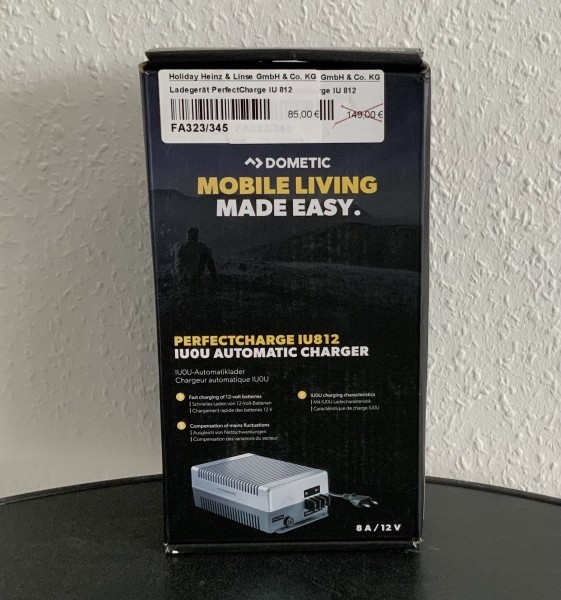 Holiday Heinz & Linse GmbH & Co. KG GmbH & Co. KG
Ladegerät PerfectCharge IU 812 rge IU 812
85,00 € 149,00 €
FA323/345
DOMETIC
MOBILE LIVING
MADE EASY.
PERFECTCHARGE IU812
IU0U AUTOMATIC CHARGER
IU0U-Automatiklader
Chargeur automatique IU0U
Fast charging of 12-volt batteries
| Schnelles Laden von 12-Volt-Batterien
| Chargement rapide des batteries 12 V
IU0U charging characteristics
| Mit IU0U-Ladecharakteristik
| Caractéristique de charge IU0U
Compensation of mains fluctuations
| Ausgleich von Netzschwankungen
| Compensation des variations du secteur
8 A / 12 V